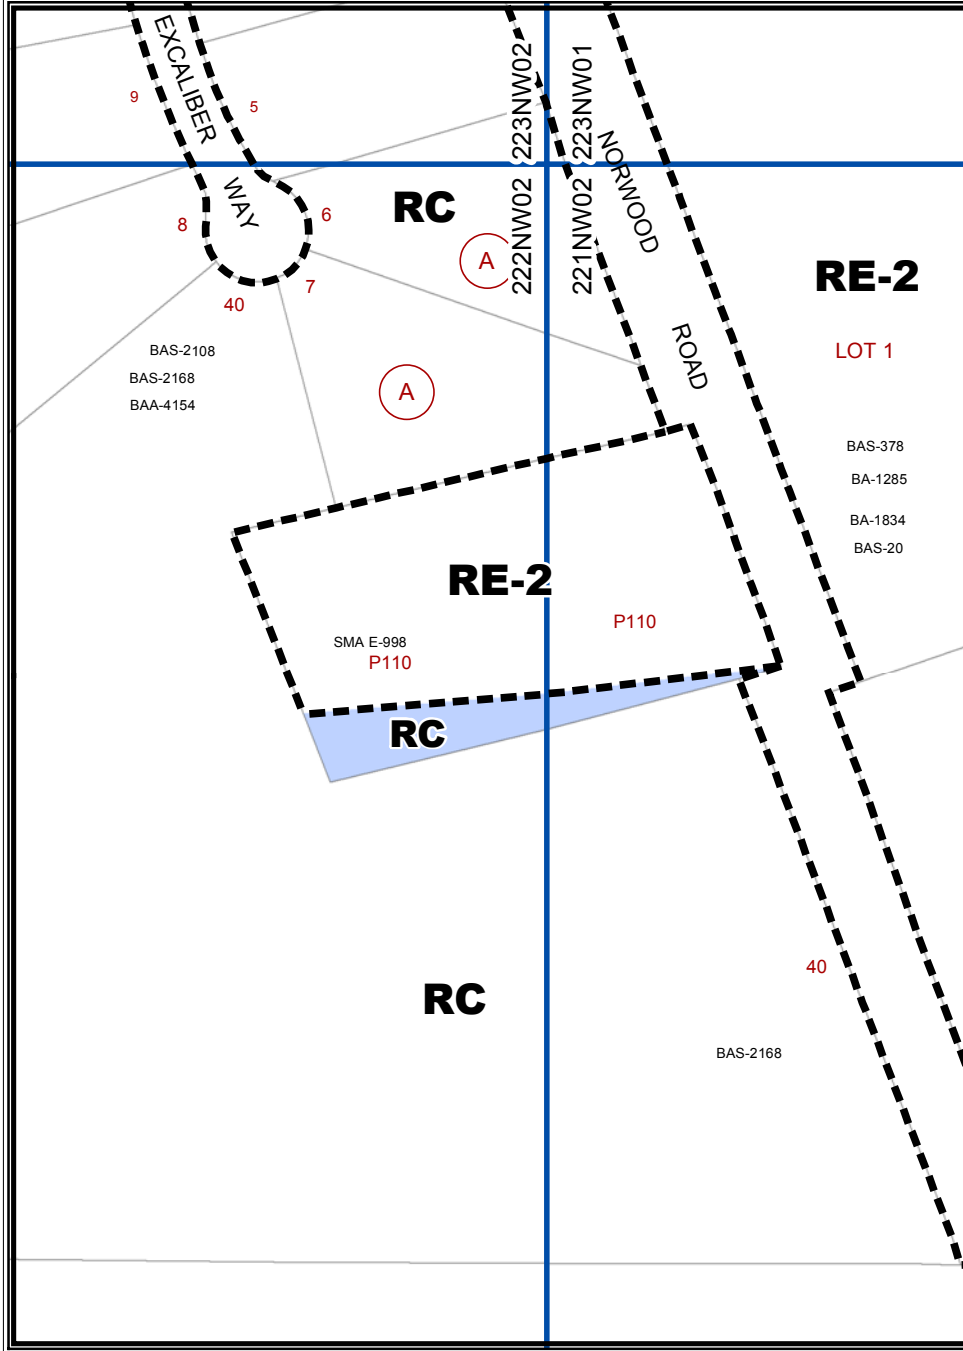 EXCALIBER
WAY
9
5
223NW02
223NW01
NORWOOD
ROAD
222NW02
221NW02
RC
6
8
A
7
40
RE-2
LOT 1
BAS-2108
BAS-2168
BAA-4154
A
BAS-378
BA-1285
BA-1834
BAS-20
RE-2
P110
SMA E-998
P110
RC
40
RC
BAS-2168